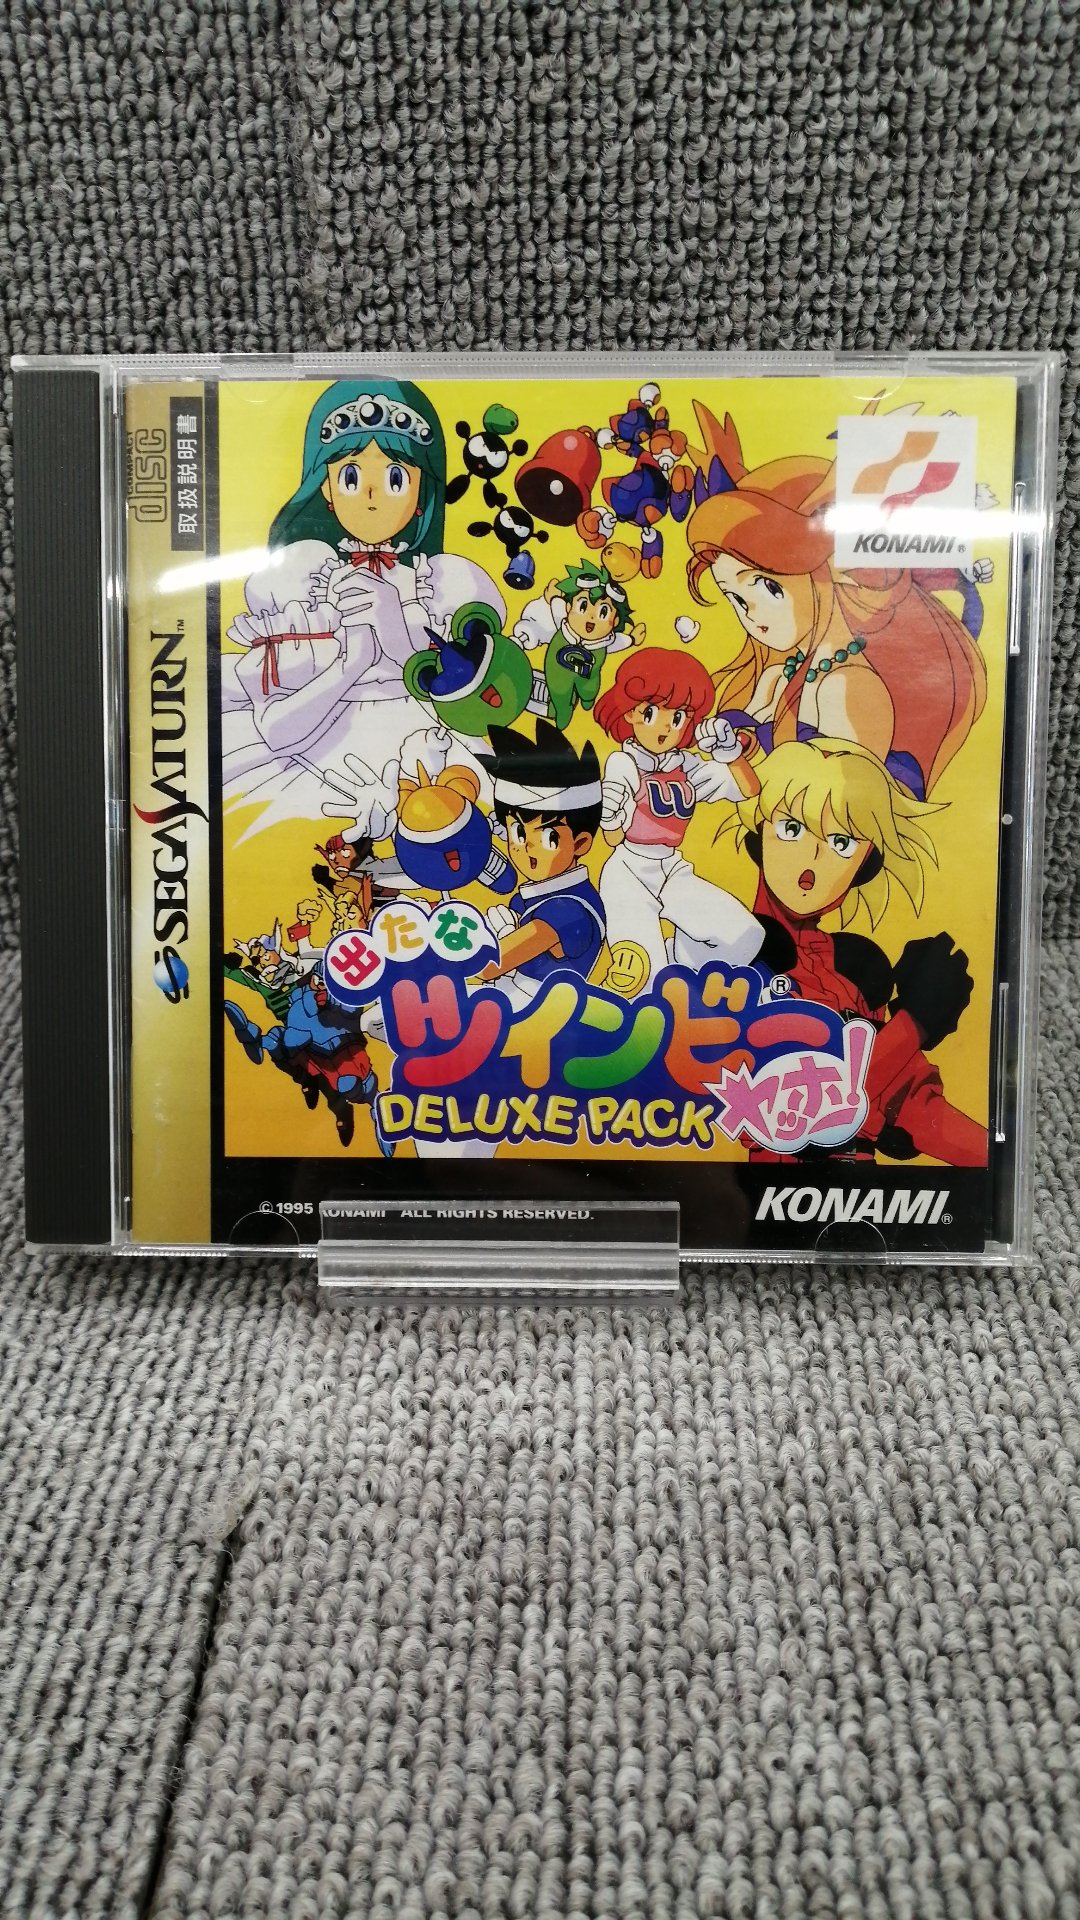 COMPACT
disc
取扱説明書
SEGA SATURN™
KONAMI®
G
W
出たな
ツインビー®
ヤッホー!
DELUXE PACK
© 1995 KONAMI ALL RIGHTS RESERVED.
KONAMI®